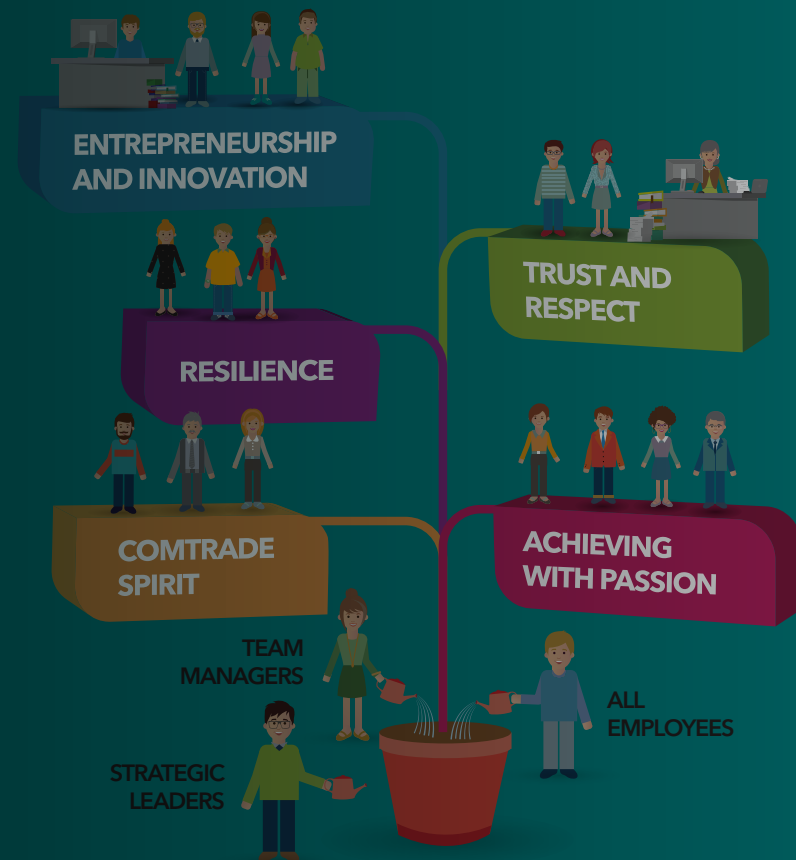 ENTREPRENEURSHIP
AND INNOVATION
TRUST AND
RESPECT
RESILIENCE
COMTRADE
SPIRIT
ACHIEVING
WITH PASSION
TEAM
MANAGERS
ALL
EMPLOYEES
STRATEGIC
LEADERS